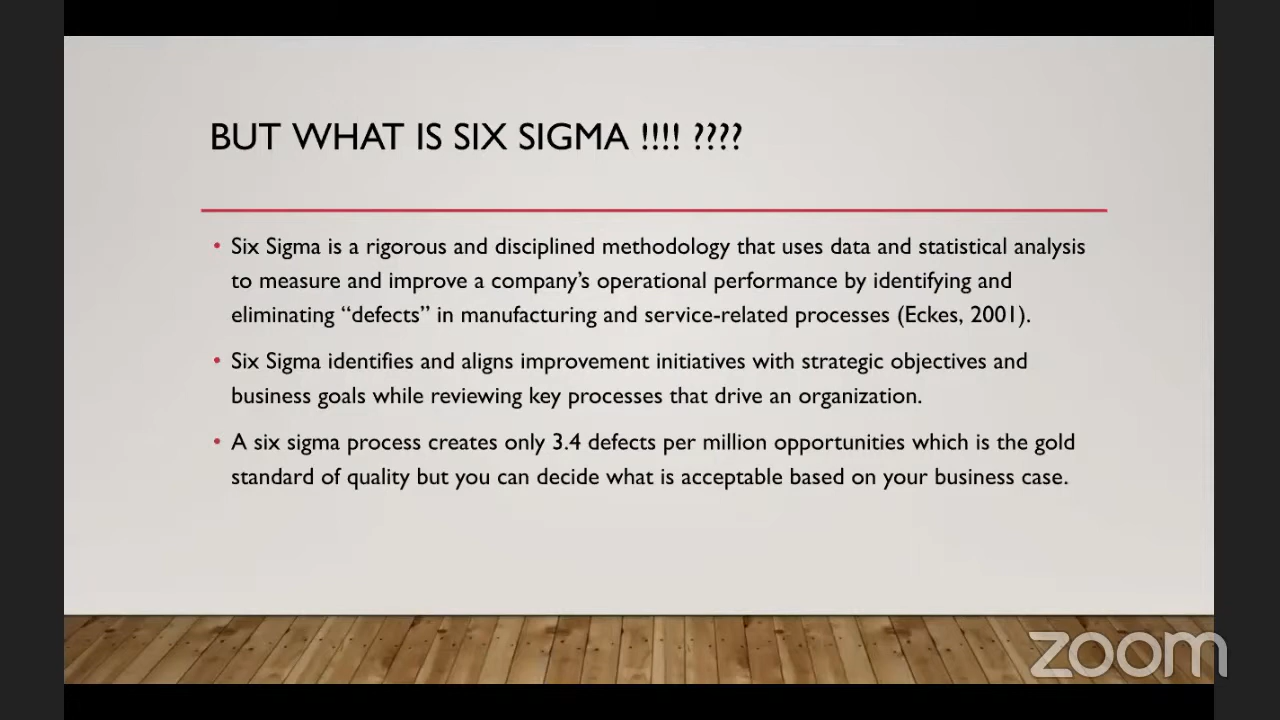 BUT WHAT IS SIX SIGMA !!!! ????
• Six Sigma is a rigorous and disciplined methodology that uses data and statistical analysis
to measure and improve a company’s operational performance by identifying and
eliminating “defects” in manufacturing and service-related processes (Eckes, 2001).
• Six Sigma identifies and aligns improvement initiatives with strategic objectives and
business goals while reviewing key processes that drive an organization.
• A six sigma process creates only 3.4 defects per million opportunities which is the gold
standard of quality but you can decide what is acceptable based on your business case.
zoom